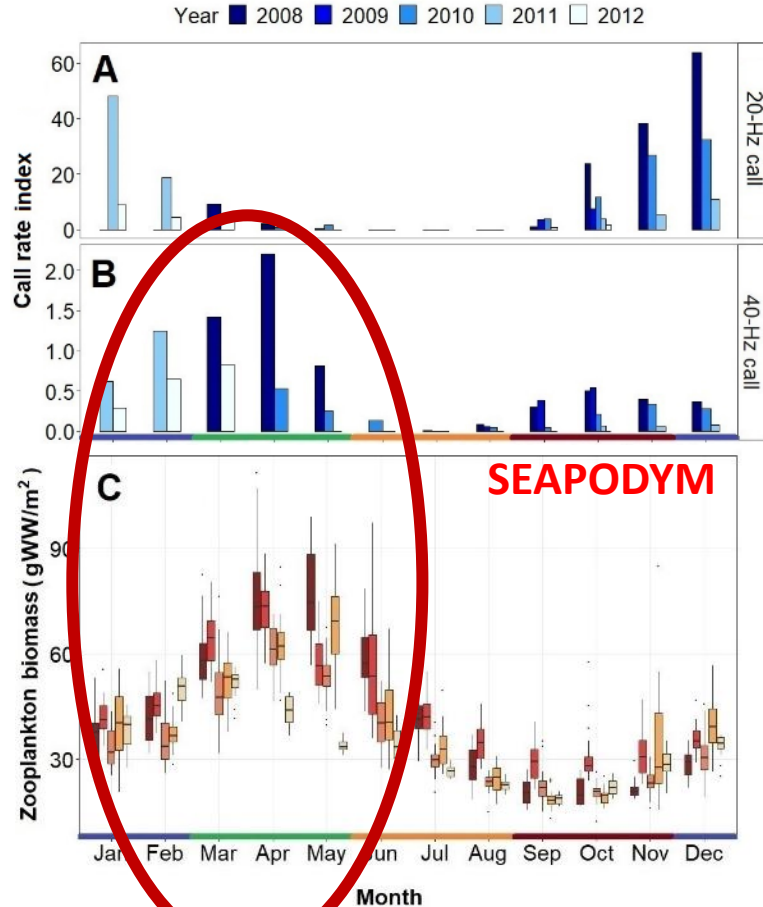 Year 2008 2009 2010 2011 2012
A
60
40
20
0
20-Hz call
Call rate index
B
2.0
1.5
1.0
0.5
0.0
40-Hz call
C
SEAPODYM
Zooplankton biomass (gWW/m²)
90
60
30
Jan Feb Mar Apr May Jun Jul Aug Sep Oct Nov Dec
Month